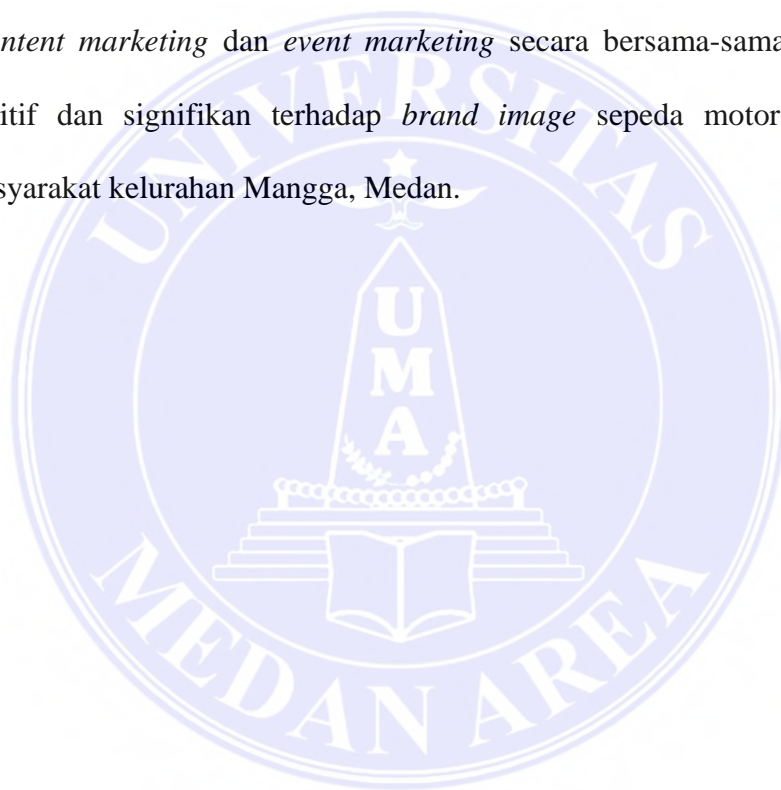 ntent marketing dan event marketing secara bersama-sama
itif dan signifikan terhadap brand image sepeda motor
syarakat kelurahan Mangga, Medan.
UNIVERSITAS
UMA
MEDAN AREA